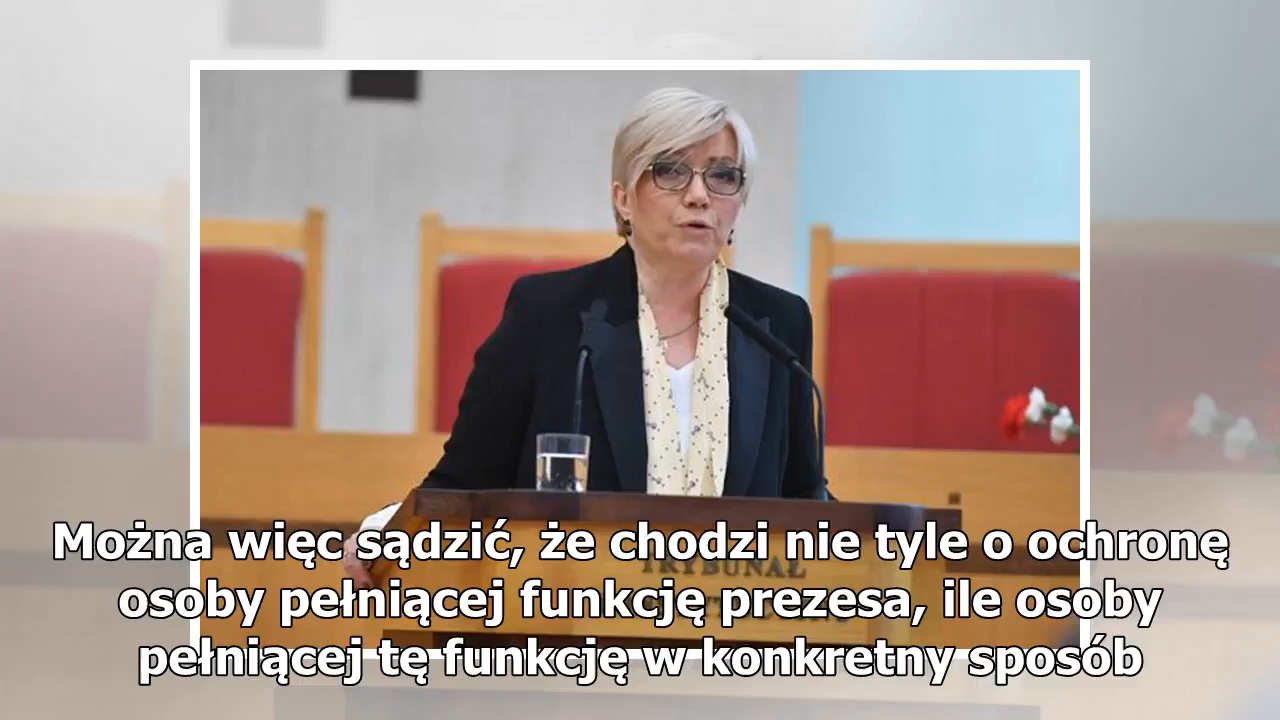 TRYBUNAŁ
Można więc sądzić, że chodzi nie tyle o ochronę
osoby pełniącej funkcję prezesa, ile osoby
pełniącej tę funkcję w konkretny sposób